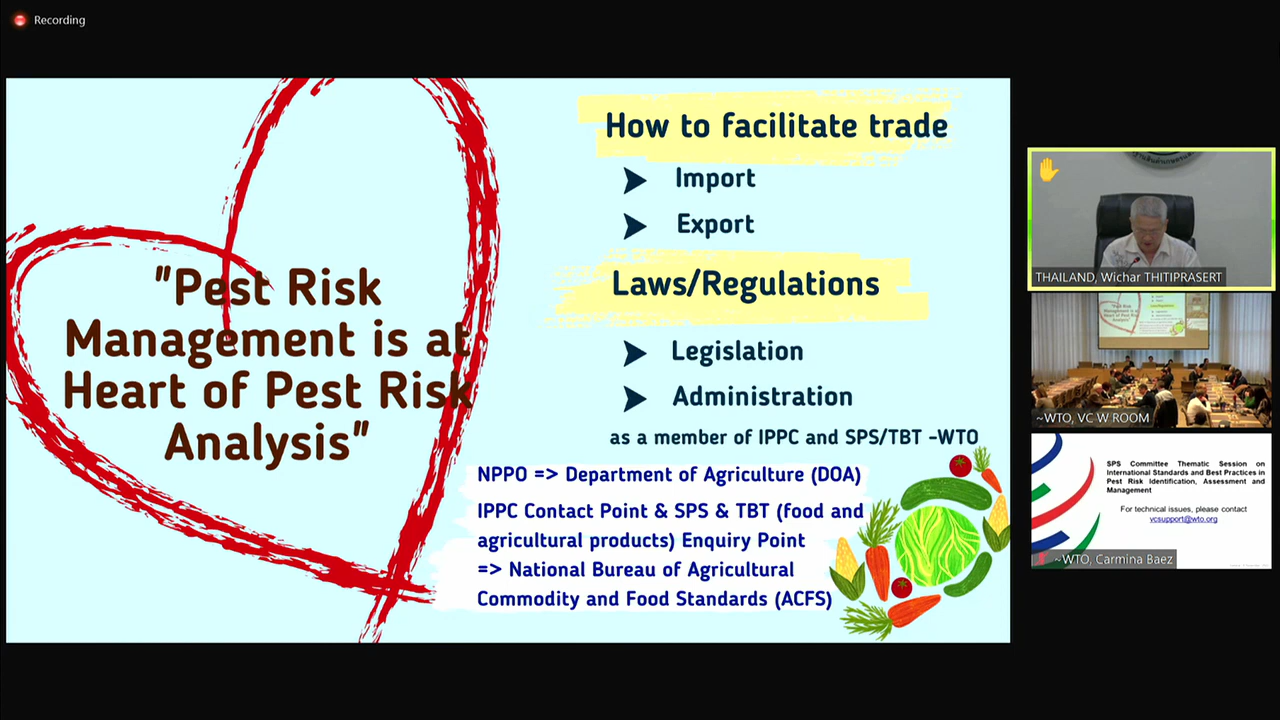 Recording
"Pest Risk
Management is at
Heart of Pest Risk
Analysis"
How to facilitate trade
Import
Export
Laws/Regulations
Legislation
Administration
as a member of IPPC and SPS/TBT -WTO
NPPO => Department of Agriculture (DOA)
IPPC Contact Point & SPS & TBT (food and
agricultural products) Enquiry Point
=> National Bureau of Agricultural
Commodity and Food Standards (ACFS)
THAILAND, Wichar THITIPRASERT
~WTO, VC W ROOM
SPS Committee Thematic Session on
International Standards and Best Practices in
Pest Risk Identification, Assessment and
Management
For technical issues, please contact
vcsupport@wto.org
~WTO, Carmina Baez